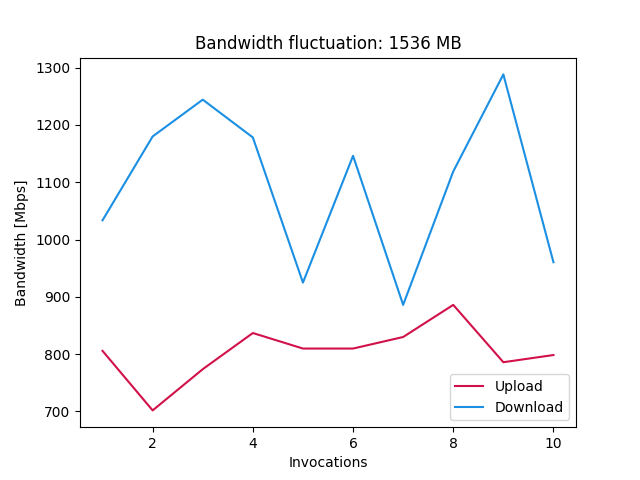 Bandwidth fluctuation: 1536 MB
1300
1200
1100
1000
900
800
700
Bandwidth [Mbps]
Upload
Download
2 4 6 8 10
Invocations